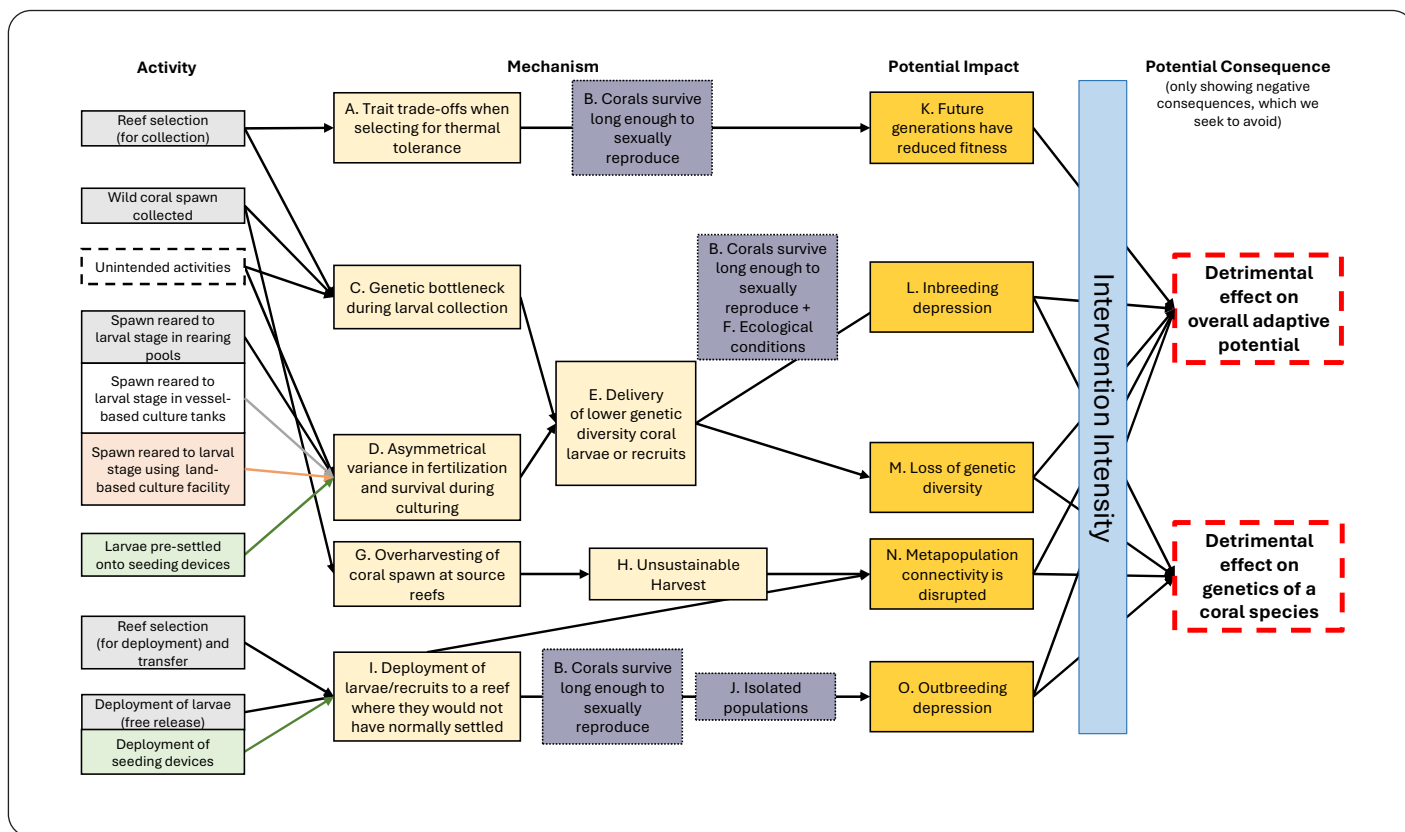 Activity
Mechanism
Potential Impact
Potential Consequence
(only showing negative
consequences, which we
seek to avoid)
Reef selection
(for collection)
Wild coral spawn
collected
Unintended activities
Spawn reared to
larval stage in rearing
pools
Spawn reared to
larval stage in vessel-
based culture tanks
Spawn reared to larval
stage using land-
based culture facility
Larvae pre-settled
onto seeding devices
Reef selection
(for deployment) and
transfer
Deployment of larvae
(free release)
Deployment of
seeding devices
A. Trait trade-offs when
selecting for thermal
tolerance
B. Corals survive
long enough to
sexually
reproduce
C. Genetic bottleneck
during larval collection
D. Asymmetrical
variance in fertilization
and survival during
culturing
E. Delivery
of lower genetic
diversity coral
larvae or recruits
B. Corals survive
long enough to
sexually
reproduce +
F. Ecological
conditions
G. Overharvesting of
coral spawn at source
reefs
H. Unsustainable
Harvest
I. Deployment of
larvae/recruits to a reef
where they would not
have normally settled
B. Corals survive
long enough to
sexually
reproduce
J. Isolated
populations
K. Future
generations have
reduced fitness
L. Inbreeding
depression
M. Loss of genetic
diversity
N. Metapopulation
connectivity is
disrupted
O. Outbreeding
depression
Intervention Intensity
Detrimental
effect on
overall adaptive
potential
Detrimental
effect on
genetics of a
coral species